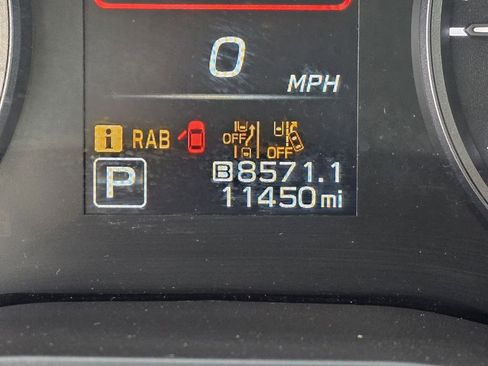 0
MPH
i RAB OFF OFF
P B 8571.1
11450 mi